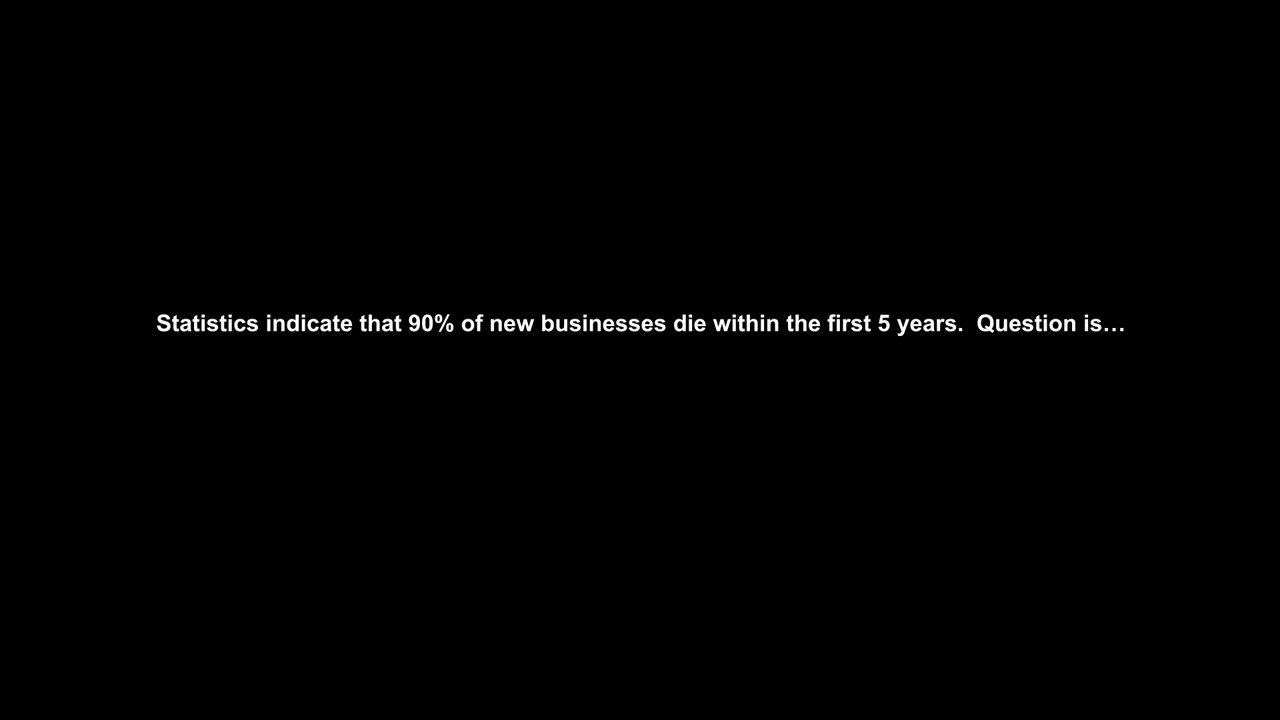 Statistics indicate that 90% of new businesses die within the first 5 years.  Question is…